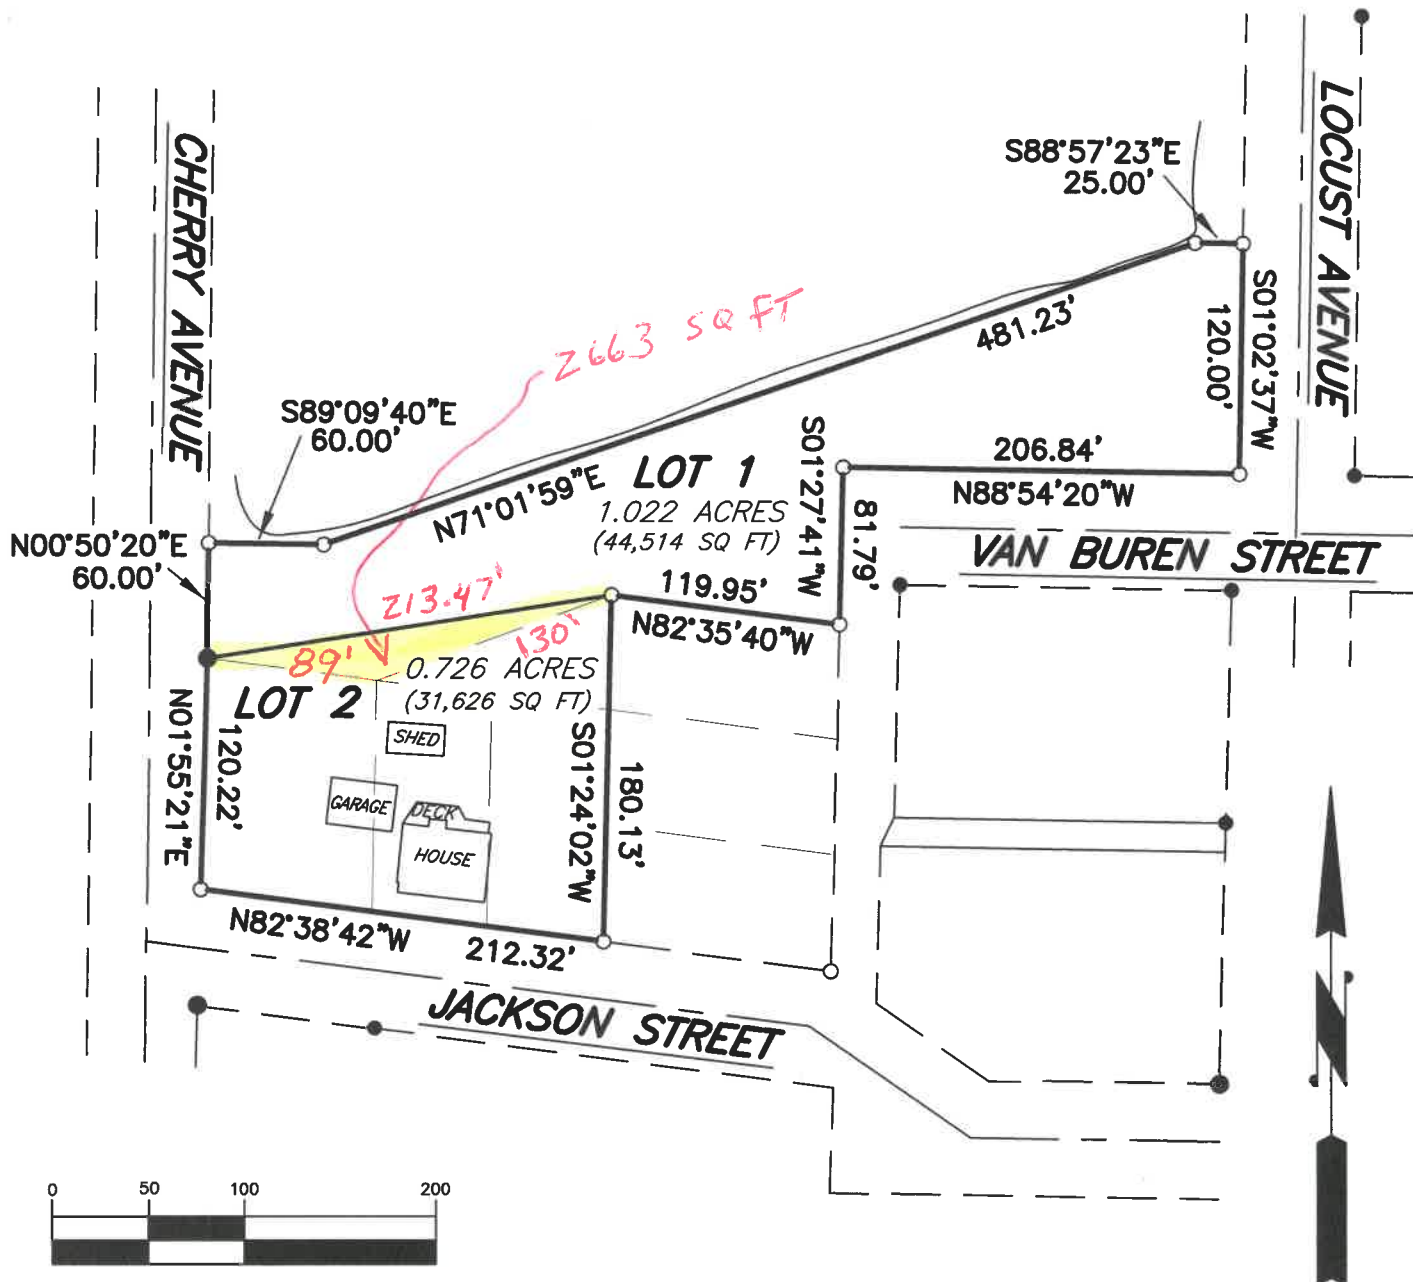 LOCUST AVENUE
CHERRY AVENUE
S88°57'23"E
25.00'
S01°02'37"W
120.00'
481.23'
2663 SQ FT
S89°09'40"E
60.00'
N71°01'59"E
LOT 1
1.022 ACRES
(44,514 SQ FT)
S01°27'41"W
81.79'
206.84'
N88°54'20"W
VAN BUREN STREET
N00°50'20"E
60.00'
213.47'
119.95'
N82°35'40"W
89'
130'
0.726 ACRES
(31,626 SQ FT)
LOT 2
N01°55'21"E
120.22'
SHED
GARAGE
DECK
HOUSE
S01°24'02"W
180.13'
N82°38'42"W
212.32'
JACKSON STREET
N
0 50 100 200